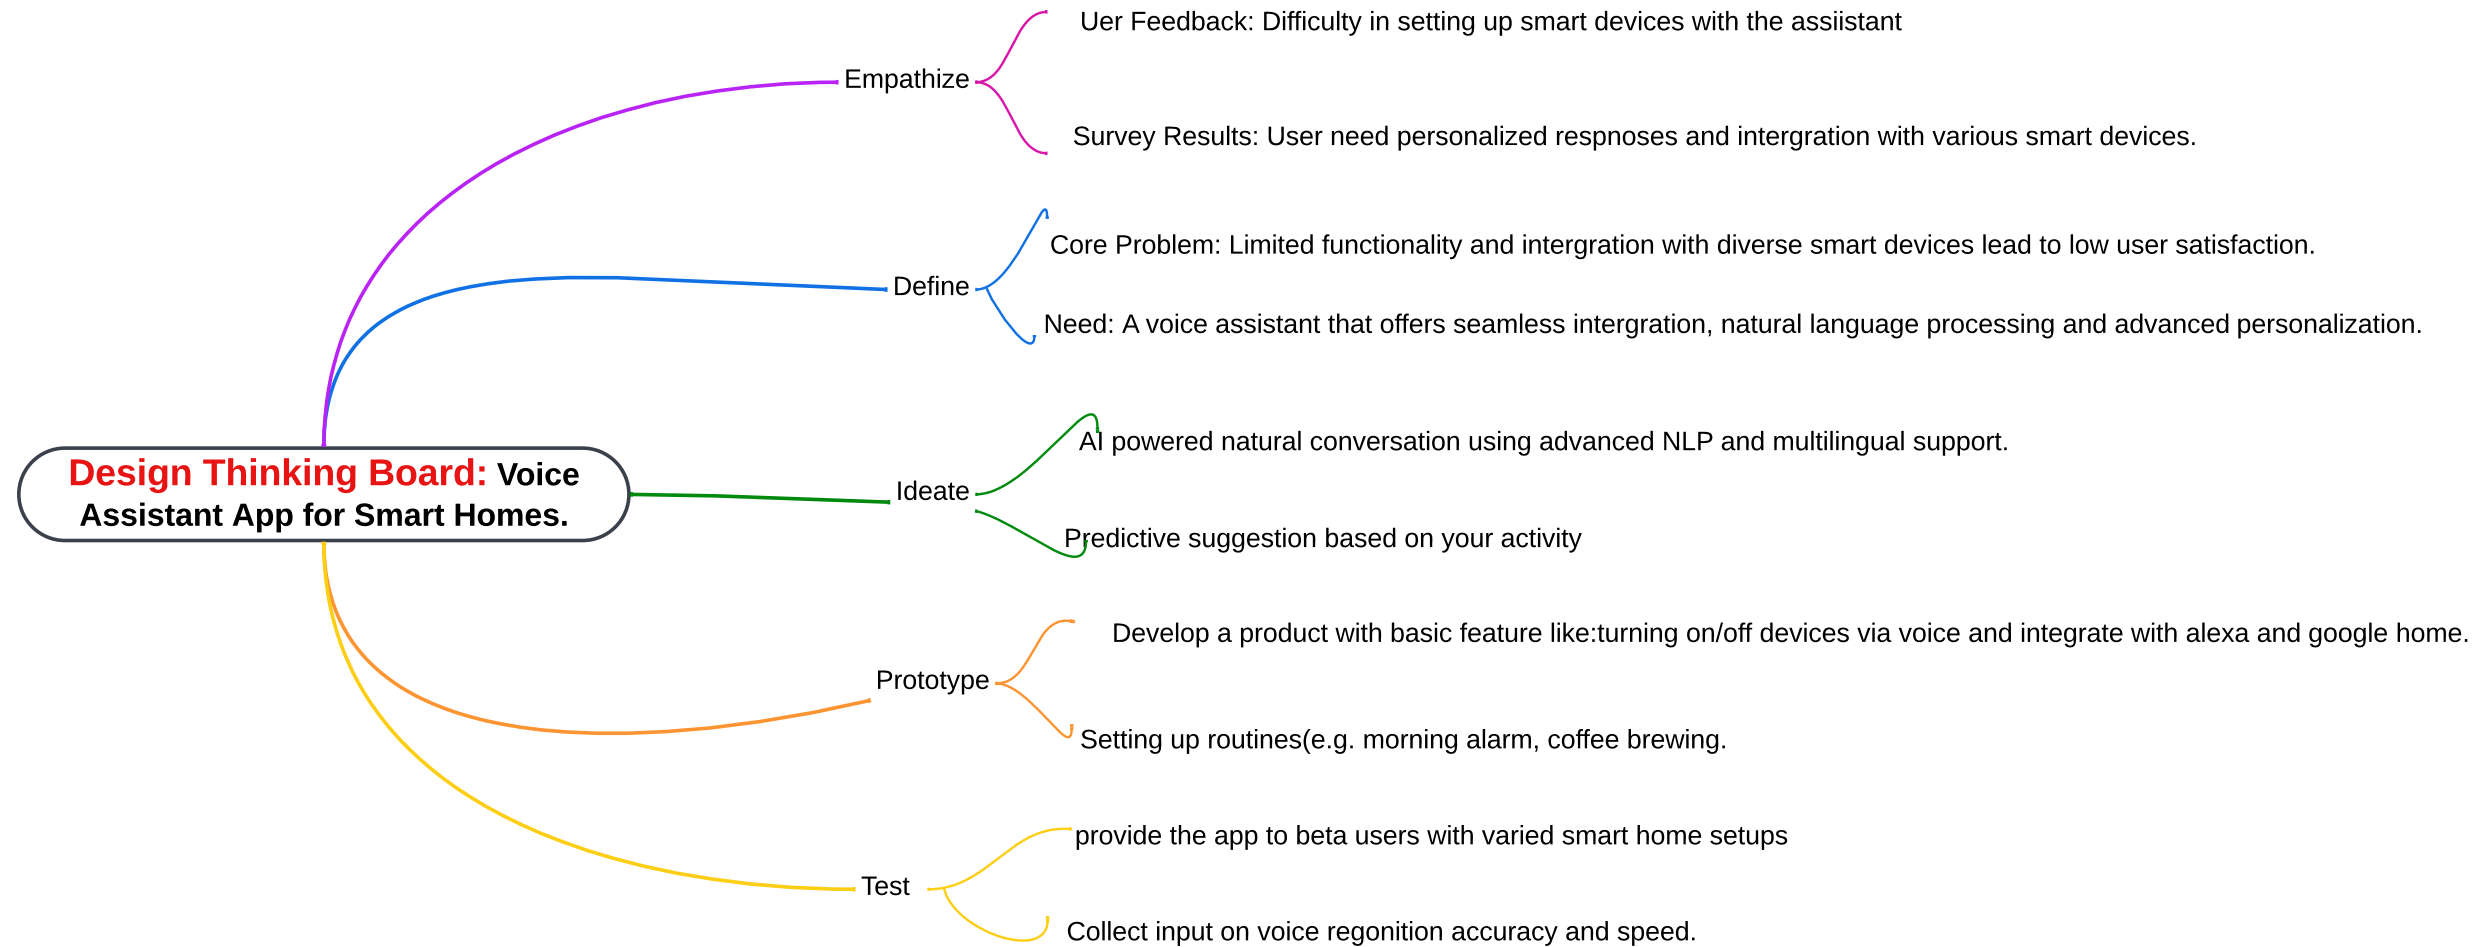 Uer Feedback: Difficulty in setting up smart devices with the assiistant
Empathize
Survey Results: User need personalized respnoses and intergration with various smart devices.
Core Problem: Limited functionality and intergration with diverse smart devices lead to low user satisfaction.
Define
Need: A voice assistant that offers seamless intergration, natural language processing and advanced personalization.
AI powered natural conversation using advanced NLP and multilingual support.
Design Thinking Board: Voice
Assistant App for Smart Homes.
Ideate
Predictive suggestion based on your activity
Develop a product with basic feature like:turning on/off devices via voice and integrate with alexa and google home.
Prototype
Setting up routines(e.g. morning alarm, coffee brewing.
provide the app to beta users with varied smart home setups
Test
Collect input on voice regonition accuracy and speed.